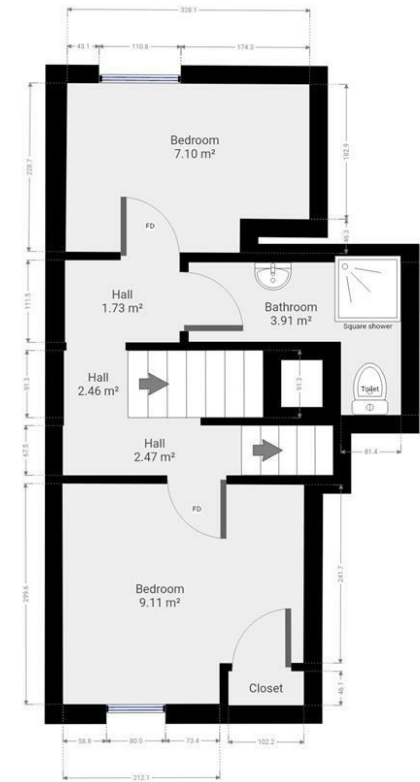 328.1
43.1 110.8 174.3
Bedroom
7.10 m²
228.7
182.9
46.3
FD
Hall
1.73 m²
111.5
Bathroom
3.91 m²
Square shower
Toilet
Hall
2.46 m²
91.3
91.3
Hall
2.47 m²
67.5
81.4
FD
Bedroom
9.11 m²
299.6
241.7
Closet
46.1
56.8 80.0 73.4
102.2
212.1